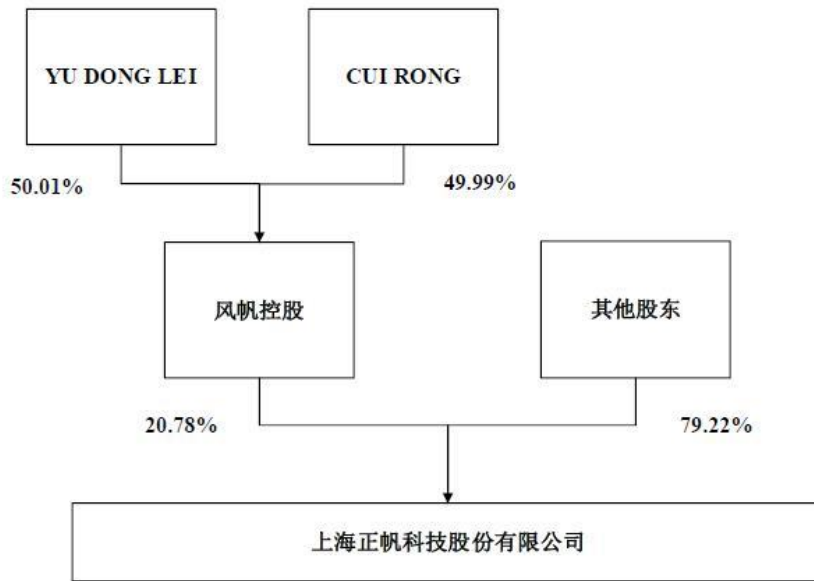 YU DONG LEI
CUI RONG
50.01%
49.99%
风帆控股
其他股东
20.78%
79.22%
上海正帆科技股份有限公司